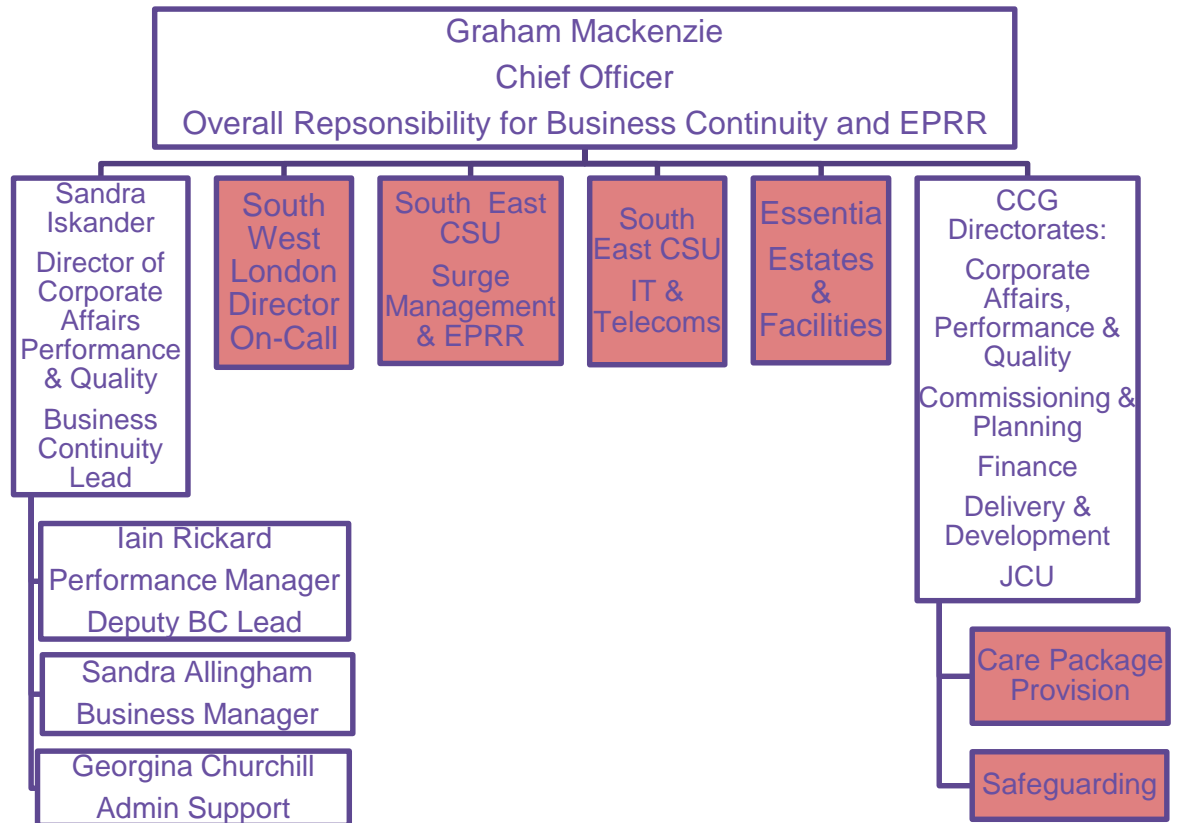 Graham Mackenzie
Chief Officer
Overall Repsonsibility for Business Continuity and EPRR
Sandra
Iskander
Director of
Corporate
Affairs
Performance
& Quality
Business
Continuity
Lead
South
West
London
Director
On-Call
South East
CSU
Surge
Management
& EPRR
South
East CSU
IT &
Telecoms
Essentia
Estates
&
Facilities
CCG
Directorates:
Corporate
Affairs,
Performance &
Quality
Commissioning &
Planning
Finance
Delivery &
Development
JCU
Iain Rickard
Performance Manager
Deputy BC Lead
Sandra Allingham
Business Manager
Georgina Churchill
Admin Support
Care Package
Provision
Safeguarding